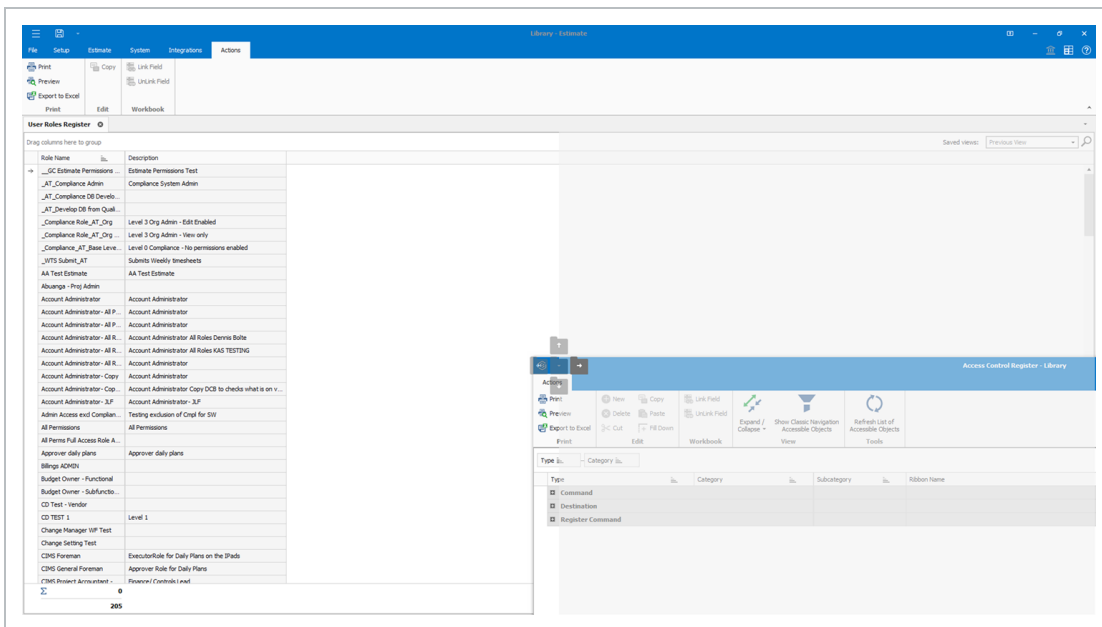 Library - Estimate
File Setup Estimate System Integrations Actions
Print Copy Link Field
Preview UnLink Field
Export to Excel
Print Edit Workbook
User Roles Register
Drag columns here to group Saved views: Previous View
Role Name Description
__GC Estimate Permissions ... Estimate Permissions Test
_AT_Compliance Admin Compliance System Admin
_AT_Compliance DB Develo...
_AT_Develop DB from Quali...
_Compliance Role_AT_Org Level 3 Org Admin - Edit Enabled
_Compliance Role_AT_Org ... Level 3 Org Admin - View only
_Compliance_AT_Base Leve... Level 0 Compliance - No permissions enabled
_WTS Submit_AT Submits Weekly timesheets
AA Test Estimate AA Test Estimate
Abuanga - Proj Admin
Account Administrator Account Administrator
Account Administrator- All P... Account Administrator
Account Administrator- All P... Account Administrator
Account Administrator- All R... Account Administrator All Roles Dennis Bolte
Account Administrator- All R... Account Administrator All Roles KAS TESTING
Account Administrator- All R... Account Administrator
Account Administrator- Copy Account Administrator
Account Administrator- Cop... Account Administrator Copy DCB to checks what is on v...
Account Administrator- JLF Account Administrator- JLF
Admin Access exd Complian... Testing exclusion of Cmpl for SW
All Permissions All Permissions
All Perms Full Access Role A...
Approver daily plans Approver daily plans
Billings ADMIN
Budget Owner - Functional
Budget Owner - Subfunctio...
CD Test - Vendor
CD TEST 1 Level 1
Change Manager WF Test
Change Setting Test
CIMS Foreman ExecutorRole for Daily Plans on the IPads
CIMS General Foreman Approver Role for Daily Plans
CIMS Project Accountant - Finance/ Controls Lead
Σ 0
205
Access Control Register - Library
Actions
Print New Copy Link Field
Preview Delete Paste UnLink Field
Export to Excel Cut Fill Down
Expand / Collapse
Show Classic Navigation Accessible Objects
Refresh List of Accessible Objects
Print Edit Workbook View Tools
Type Category
Type Category Subcategory Ribbon Name
Command
Destination
Register Command